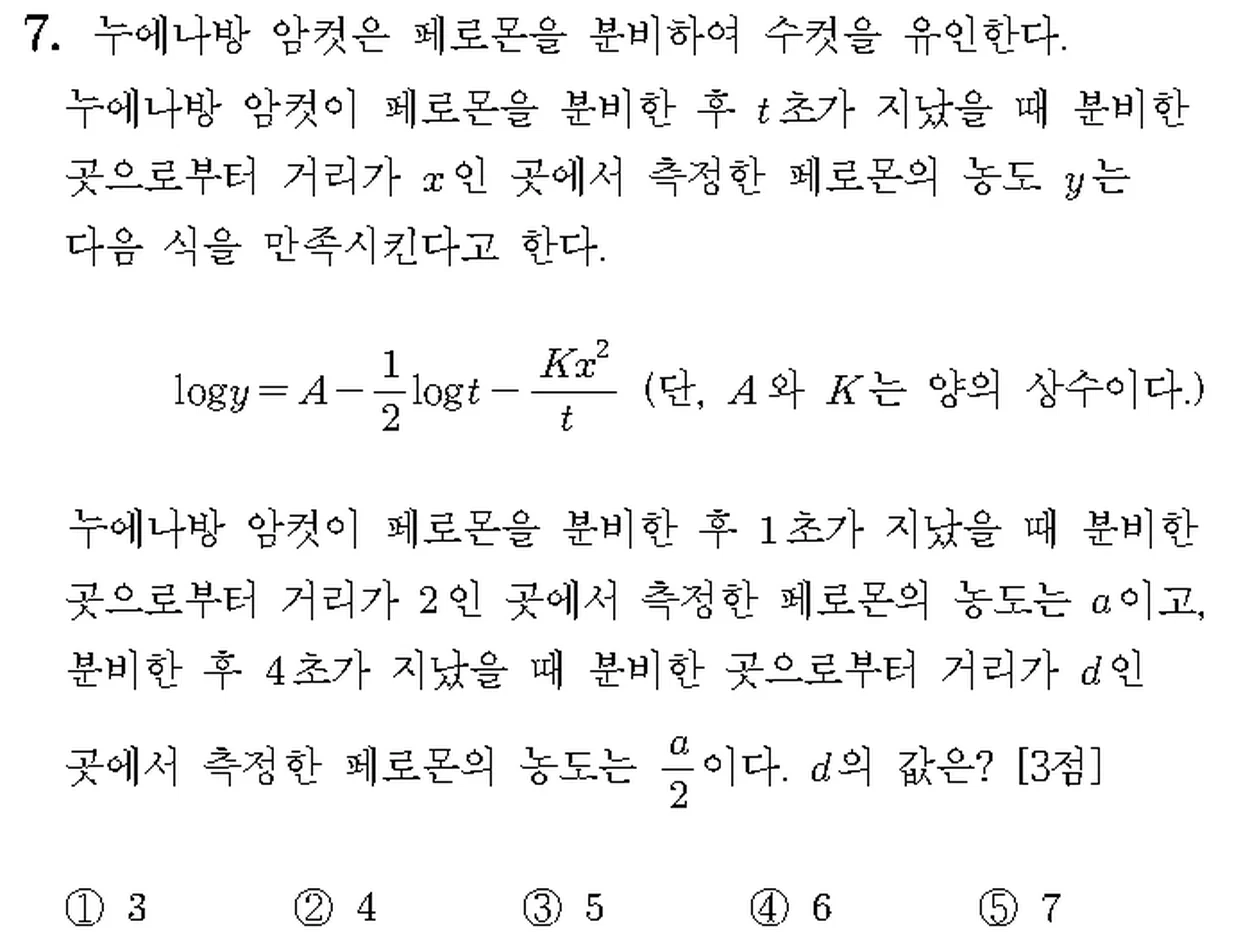 7. 누에나방 암컷은 페로몬을 분비하여 수컷을 유인한다.
누에나방 암컷이 페로몬을 분비한 후 t초가 지났을 때 분비한
곳으로부터 거리가 x인 곳에서 측정한 페로몬의 농도 y는
다음 식을 만족시킨다고 한다.
logy = A - 1/2 logt - Kx²/t (단, A와 K는 양의 상수이다.)
누에나방 암컷이 페로몬을 분비한 후 1초가 지났을 때 분비한
곳으로부터 거리가 2인 곳에서 측정한 페로몬의 농도는 a이고,
분비한 후 4초가 지났을 때 분비한 곳으로부터 거리가 d인
곳에서 측정한 페로몬의 농도는 a/2이다. d의 값은? [3점]
① 3 ② 4 ③ 5 ④ 6 ⑤ 7